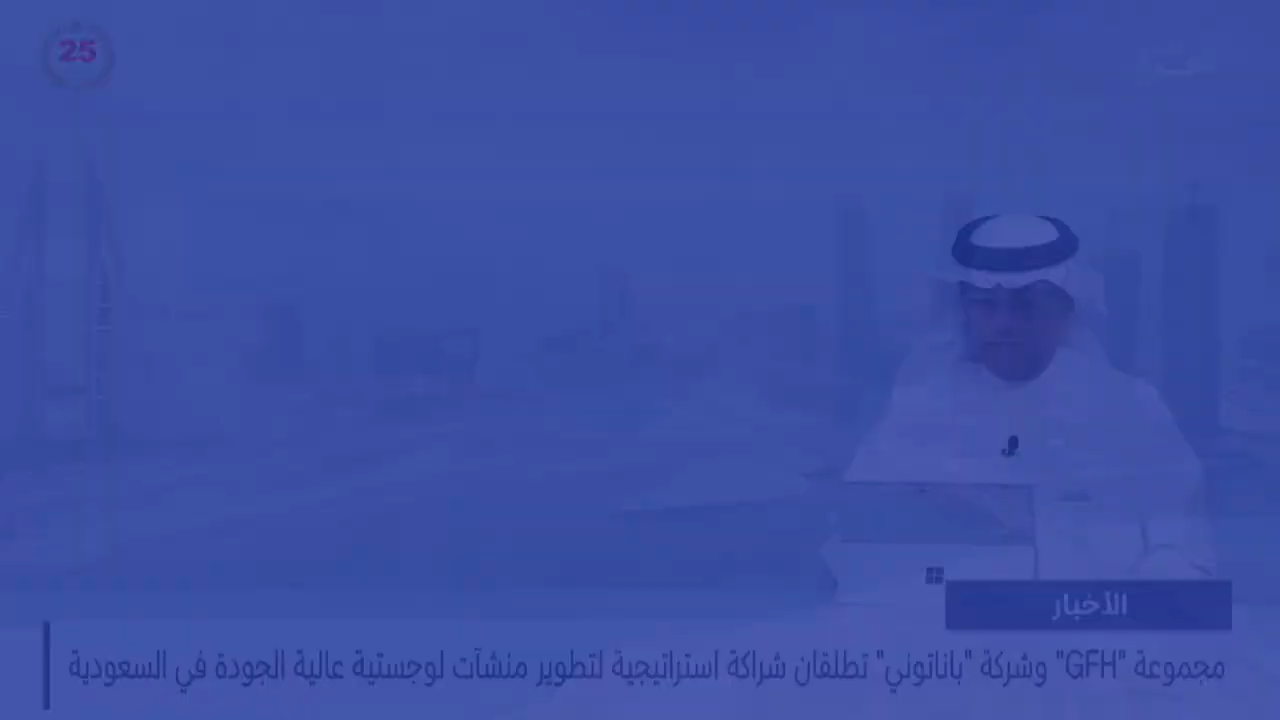 25
الأخبار
مجموعة "GFH" وشركة "باناتوني" تطلقان شراكة استراتيجية لتطوير منشآت لوجستية عالية الجودة في السعودية